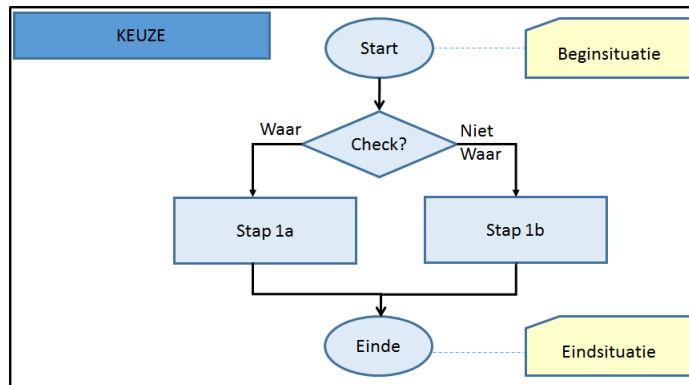 KEUZE
Start
Beginsituatie
Waar
Check?
Niet
Waar
Stap 1a
Stap 1b
Einde
Eindsituatie